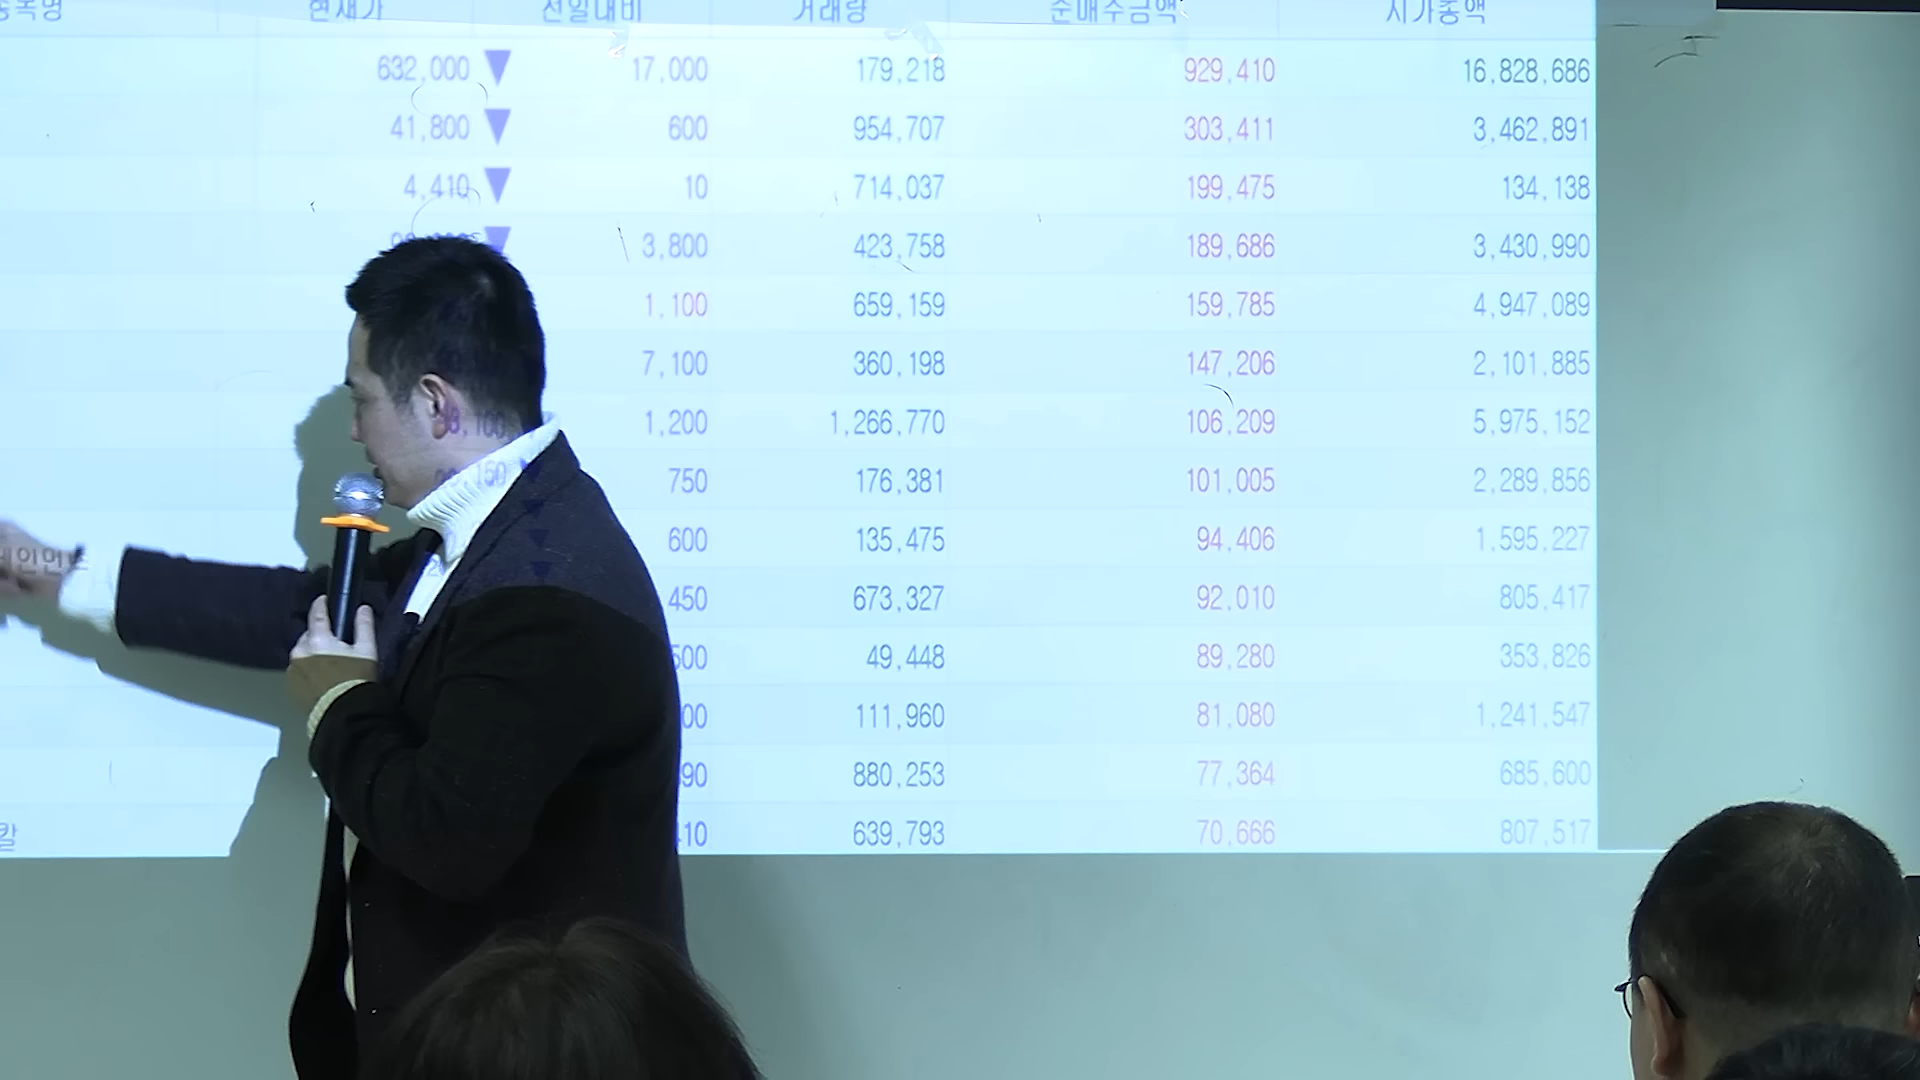 종목명 현재가 전일대비 거래량 순매수금액 시가총액
632,000 ▼ 17,000 179,218 929,410 16,828,686
41,800 ▼ 600 954,707 303,411 3,462,891
4,410 ▼ 10 714,037 199,475 134,138
▼ 3,800 423,758 189,686 3,430,990
1,100 659,159 159,785 4,947,089
7,100 360,198 147,206 2,101,885
1,200 1,266,770 106,209 5,975,152
750 176,381 101,005 2,289,856
600 135,475 94,406 1,595,227
450 673,327 92,010 805,417
49,448 89,280 353,826
111,960 81,080 1,241,547
880,253 77,364 685,600
칼 639,793 70,666 807,517